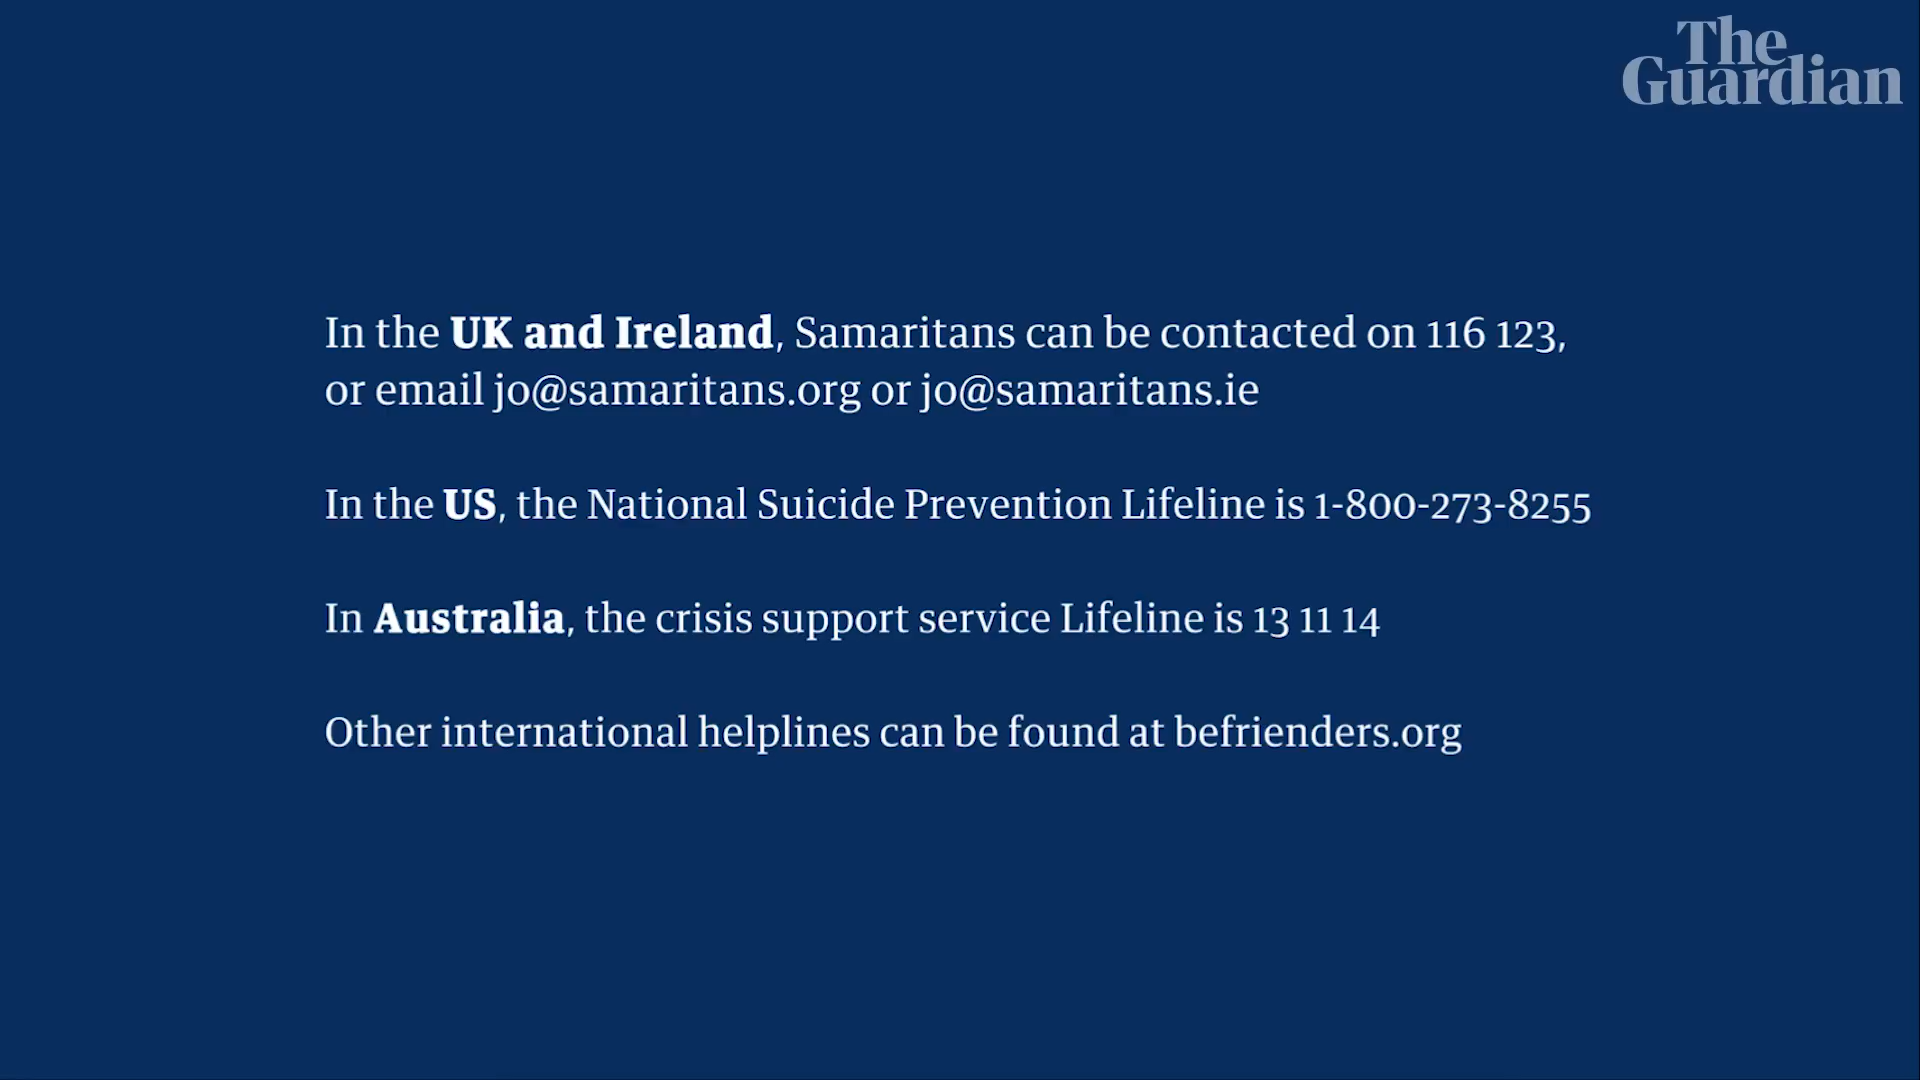 The
Guardian
In the UK and Ireland, Samaritans can be contacted on 116 123,
or email jo@samaritans.org or jo@samaritans.ie
In the US, the National Suicide Prevention Lifeline is 1-800-273-8255
In Australia, the crisis support service Lifeline is 13 11 14
Other international helplines can be found at befrienders.org